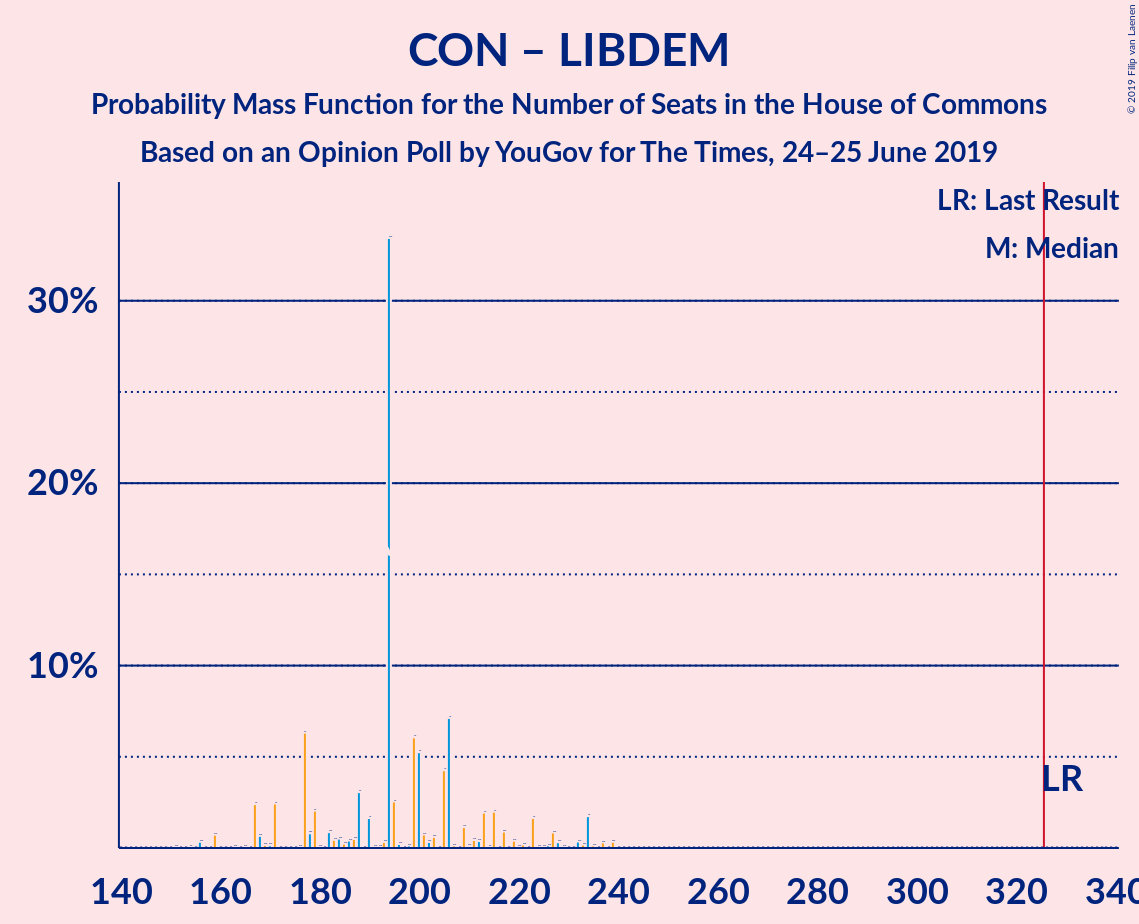 CON – LIBDEM
Probability Mass Function for the Number of Seats in the House of Commons
Based on an Opinion Poll by YouGov for The Times, 24–25 June 2019
© 2019 Filip van Laenen
LR: Last Result
M: Median
30%
20%
10%
LR
140 160 180 200 220 240 260 280 300 320 340